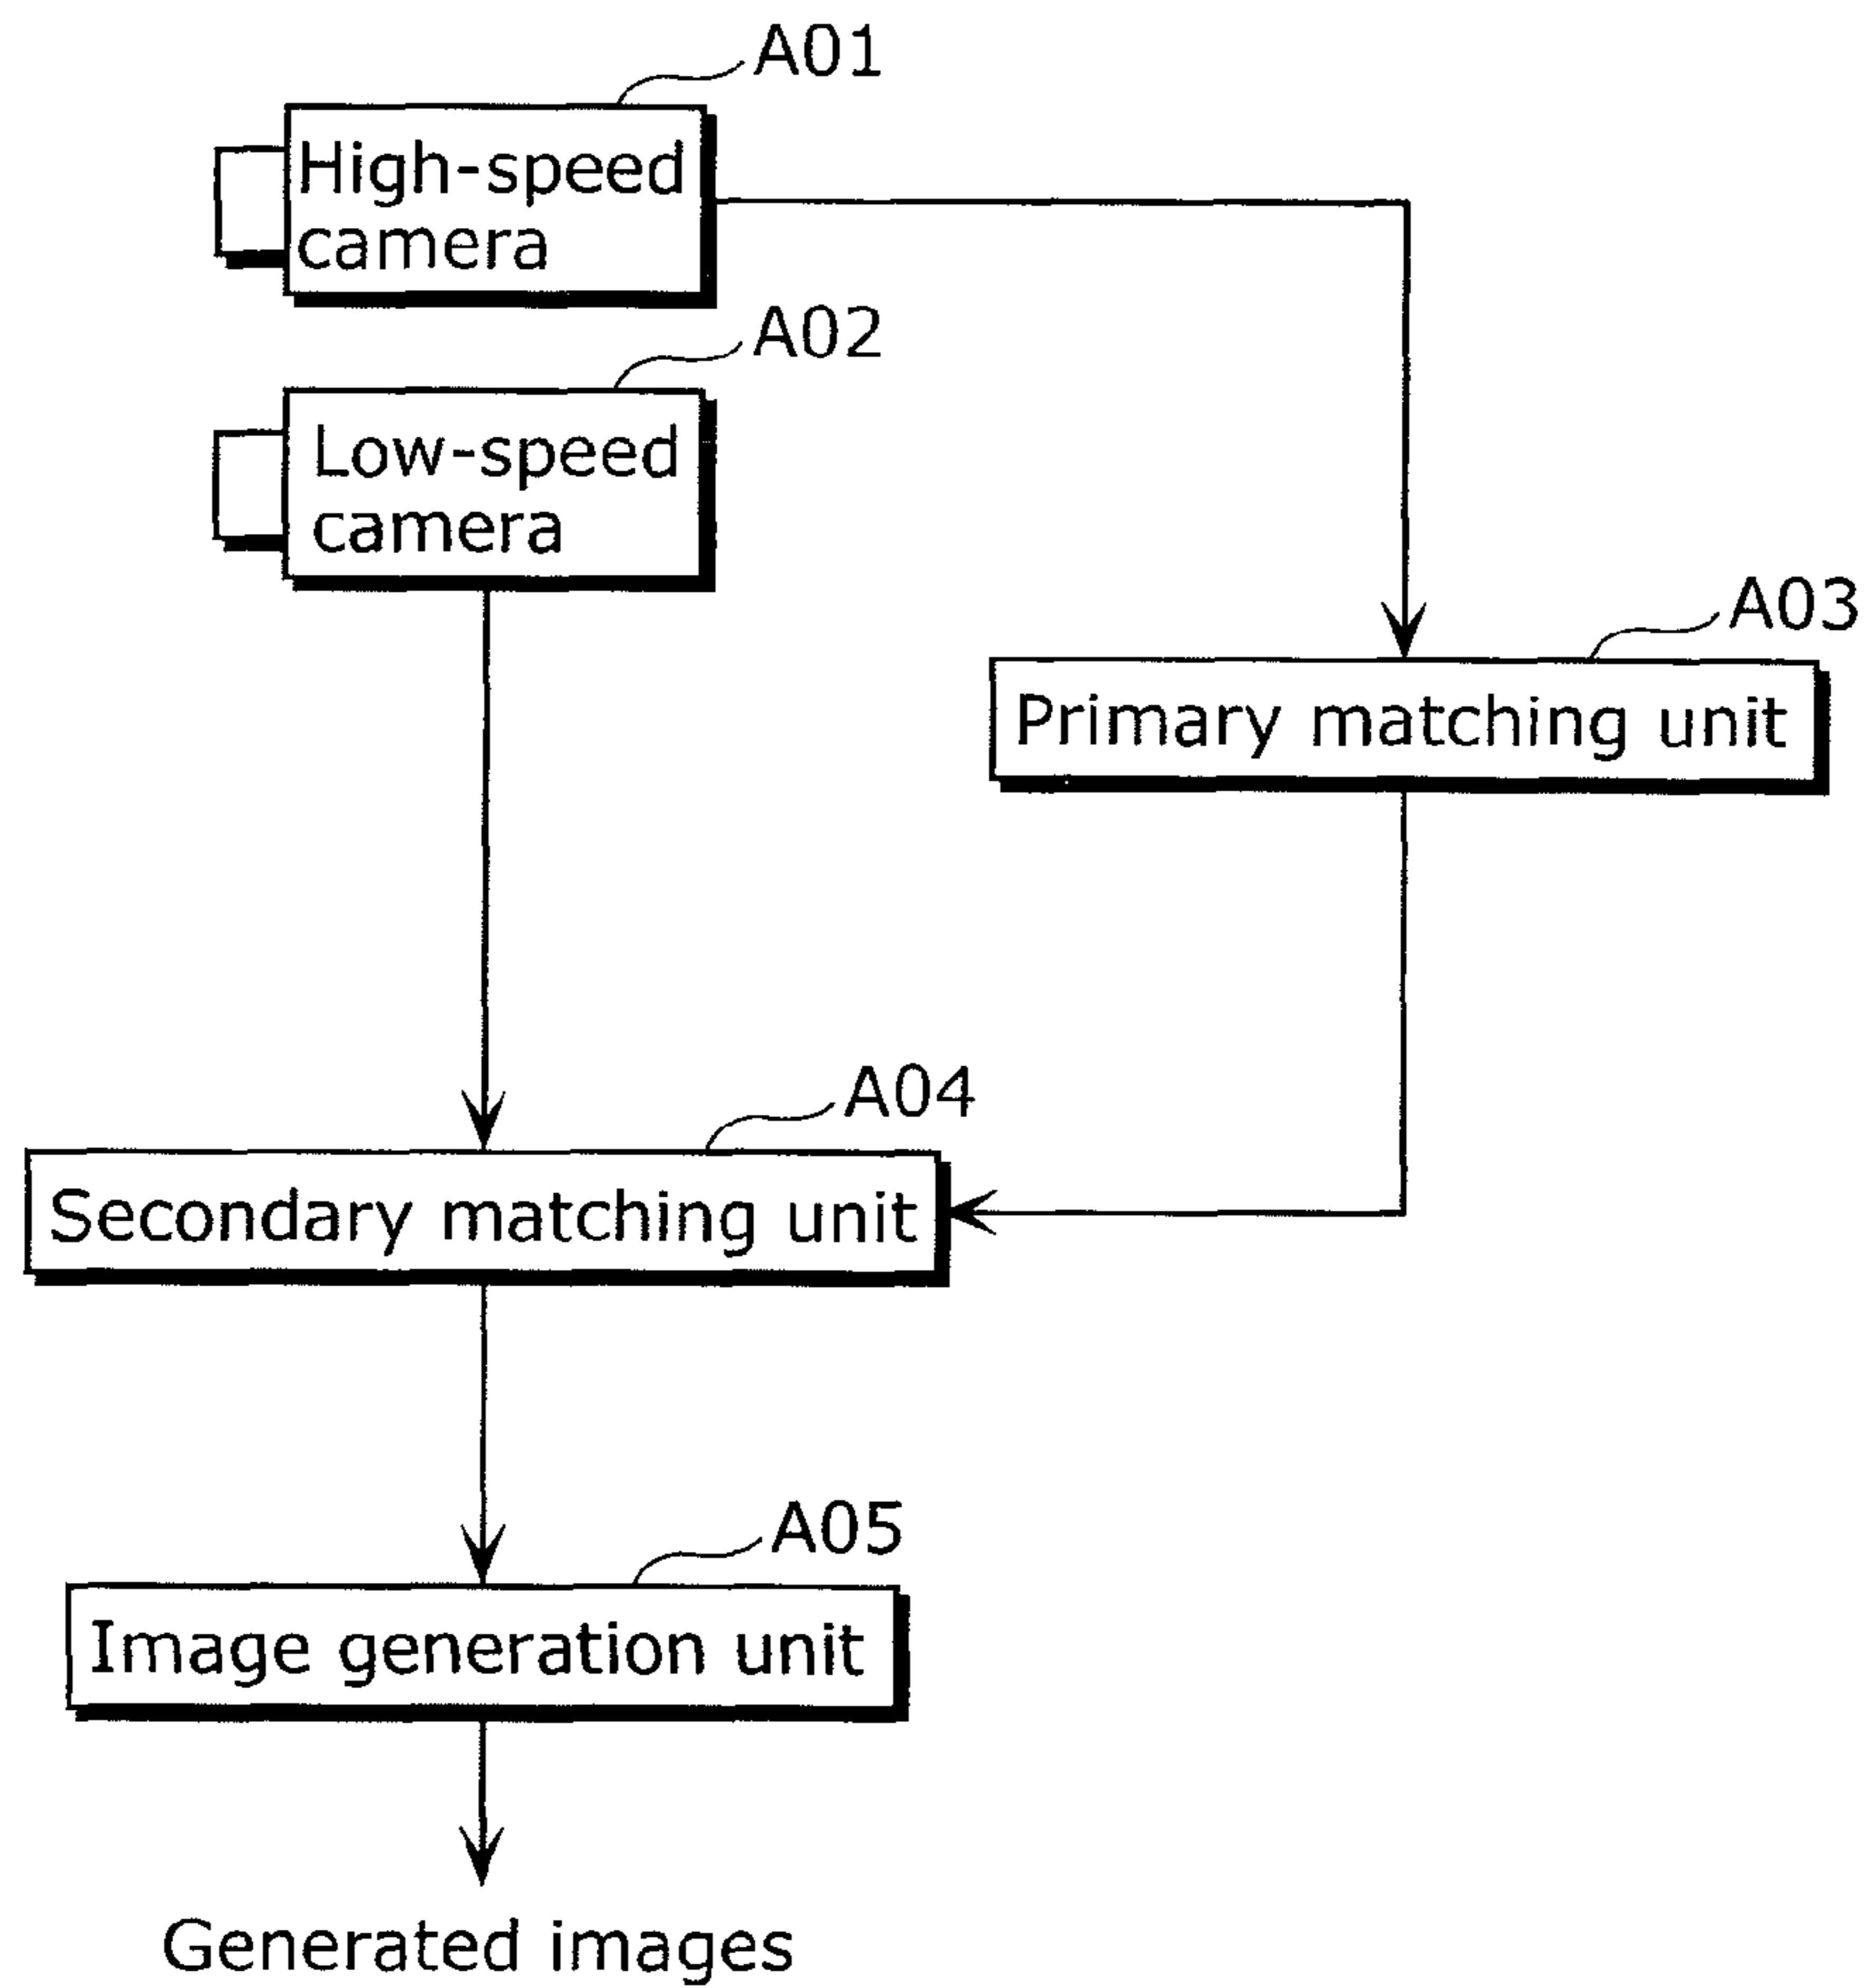 A01
High-speed
camera
A02
Low-speed
camera
A03
Primary matching unit
A04
Secondary matching unit
A05
Image generation unit
Generated images